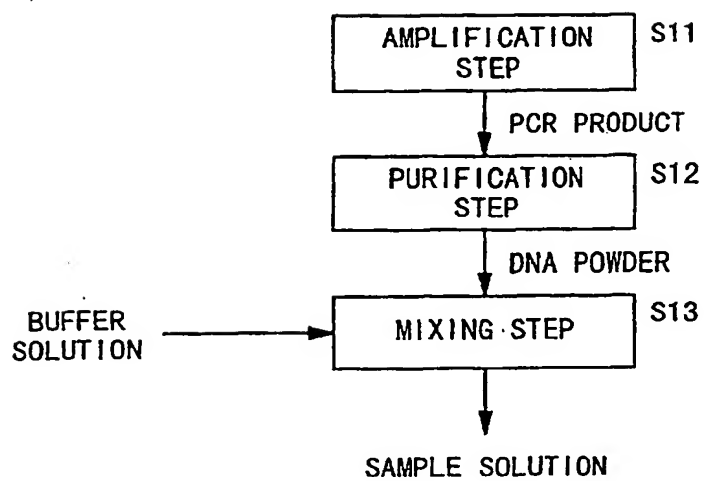 AMPLIFICATION
STEP
S11
PCR PRODUCT
PURIFICATION
STEP
S12
DNA POWDER
BUFFER
SOLUTION
MIXING STEP
S13
SAMPLE SOLUTION